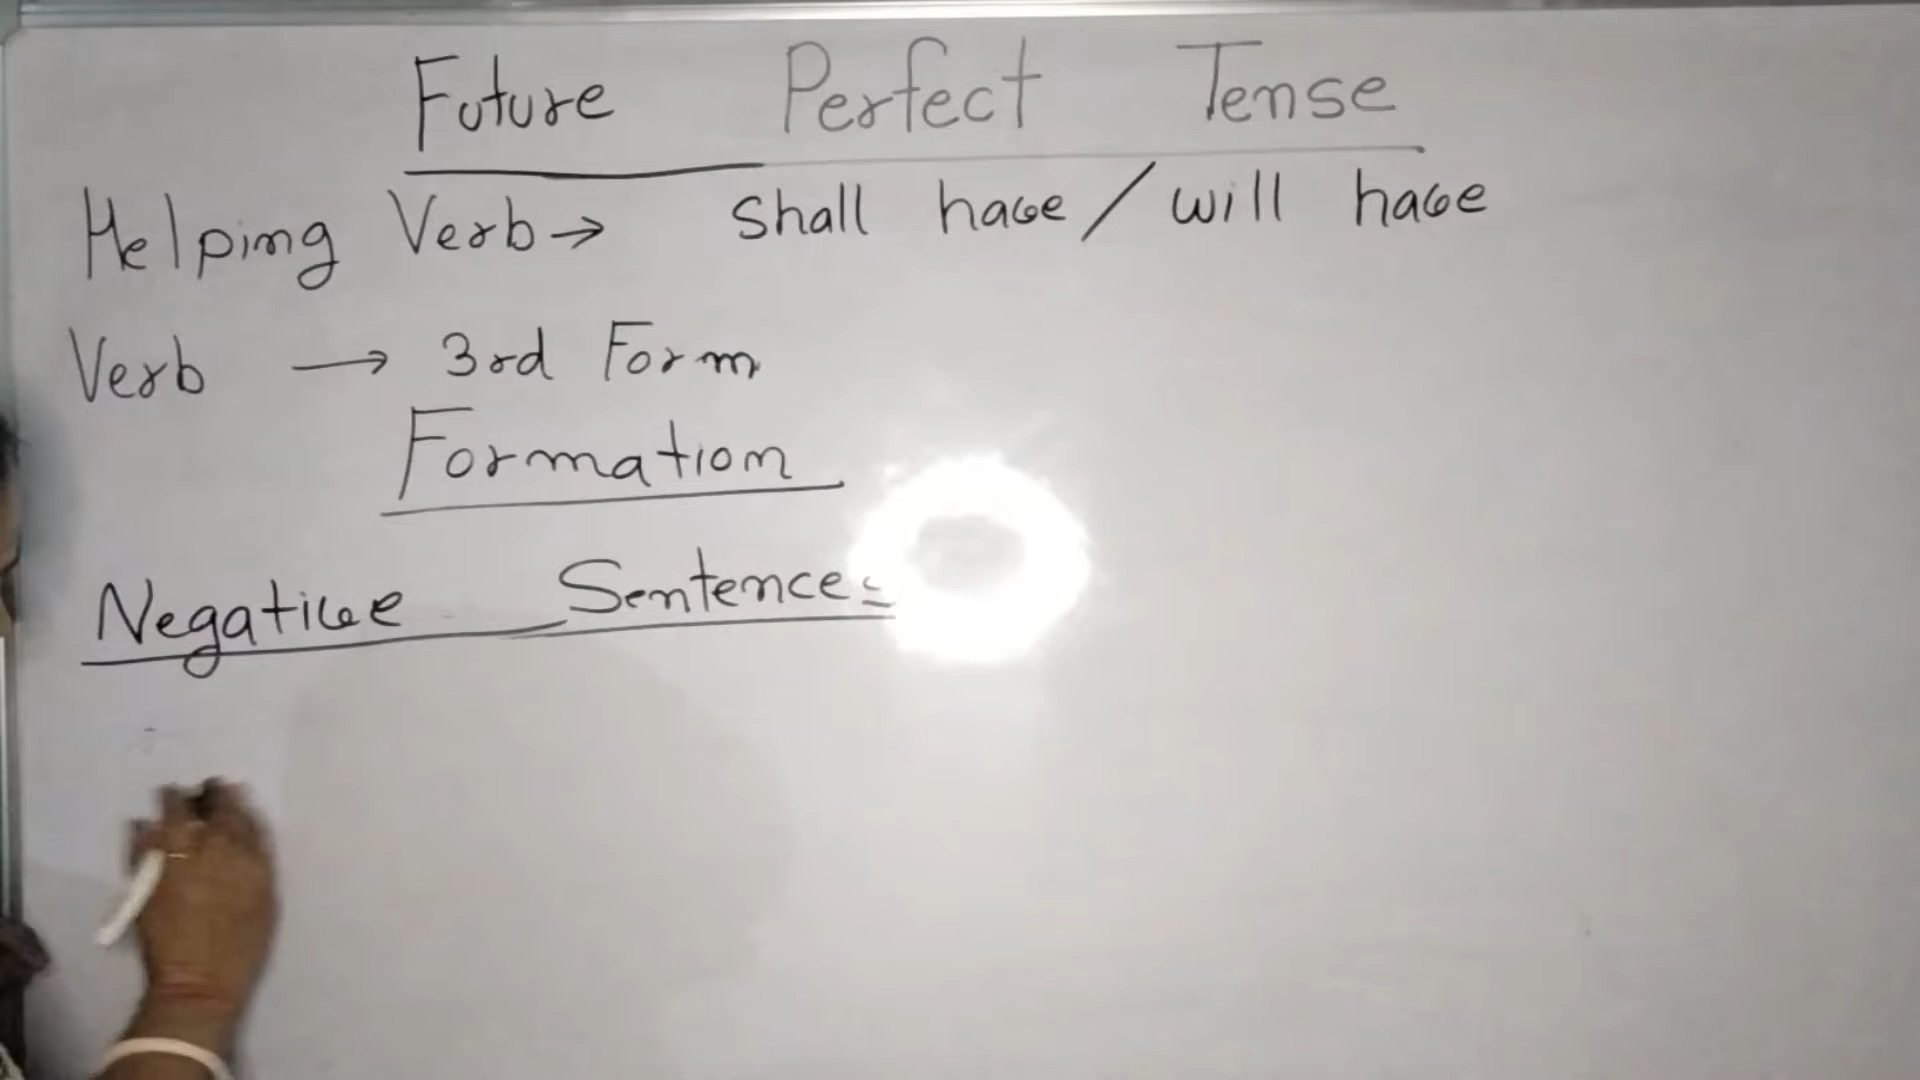 Future Perfect Tense
Helping Verb → Shall have / will have
Verb → 3rd Form
Formation
Negative Sentences